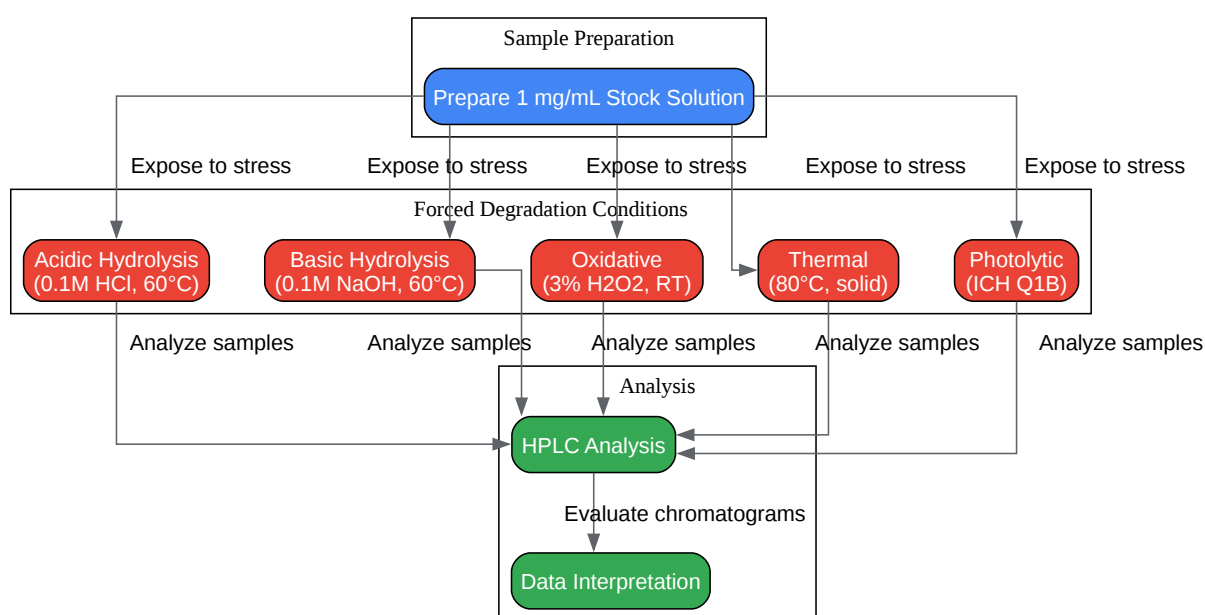 Sample Preparation
Prepare 1 mg/mL Stock Solution
Expose to stress
Expose to stress
Expose to stress
Expose to stress
Expose to stress
Forced Degradation Conditions
Acidic Hydrolysis
(0.1M HCl, 60°C)
Basic Hydrolysis
(0.1M NaOH, 60°C)
Oxidative
(3% H2O2, RT)
Thermal
(80°C, solid)
Photolytic
(ICH Q1B)
Analyze samples
Analyze samples
Analyze samples
Analyze samples
Analyze samples
Analysis
HPLC Analysis
Evaluate chromatograms
Data Interpretation